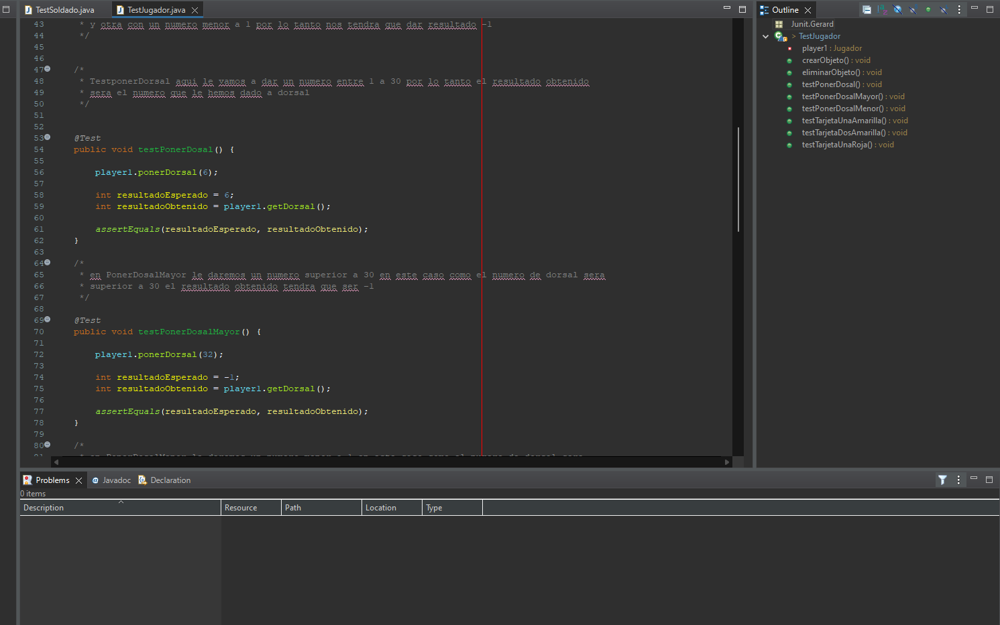 TestSoldado.java
TestJugador.java
43 * y otra con un numero menor a 1 por lo tanto nos tendra que dar resultado -1
44 */
45
46
47 /*
48 * TestponerDorsal aqui le vamos a dar un numero entre 1 a 30 por lo tanto el resultado obtenido
49 * sera el numero que le hemos dado a dorsal
50 */
51
52
53 @Test
54 public void testPonerDosal() {
55
56 player1.ponerDorsal(6);
57
58 int resultadoEsperado = 6;
59 int resultadoObtenido = player1.getDorsal();
60
61 assertEquals(resultadoEsperado, resultadoObtenido);
62 }
63
64 /*
65 * en PonerDosalMayor le daremos un numero superior a 30 en este caso como el numero de dorsal sera
66 * superior a 30 el resultado obtenido tendra que ser -1
67 */
68
69 @Test
70 public void testPonerDosalMayor() {
71
72 player1.ponerDorsal(32);
73
74 int resultadoEsperado = -1;
75 int resultadoObtenido = player1.getDorsal();
76
77 assertEquals(resultadoEsperado, resultadoObtenido);
78 }
79
80 /*
Outline
Junit.Gerard
> TestJugador
player1 : Jugador
crearObjeto() : void
eliminarObjeto() : void
testPonerDosal() : void
testPonerDosalMayor() : void
testPonerDosalMenor() : void
testTarjetaUnaAmarilla() : void
testTarjetaDosAmarilla() : void
testTarjetaUnaRoja() : void
Problems
Javadoc
Declaration
0 items
Description Resource Path Location Type